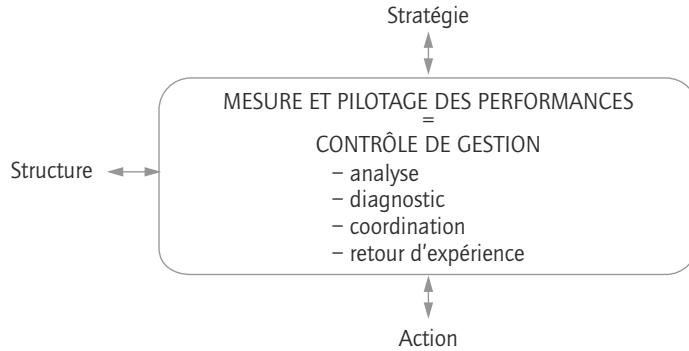 Stratégie
MESURE ET PILOTAGE DES PERFORMANCES
=
CONTRÔLE DE GESTION
– analyse
Structure
– diagnostic
– coordination
– retour d'expérience
Action